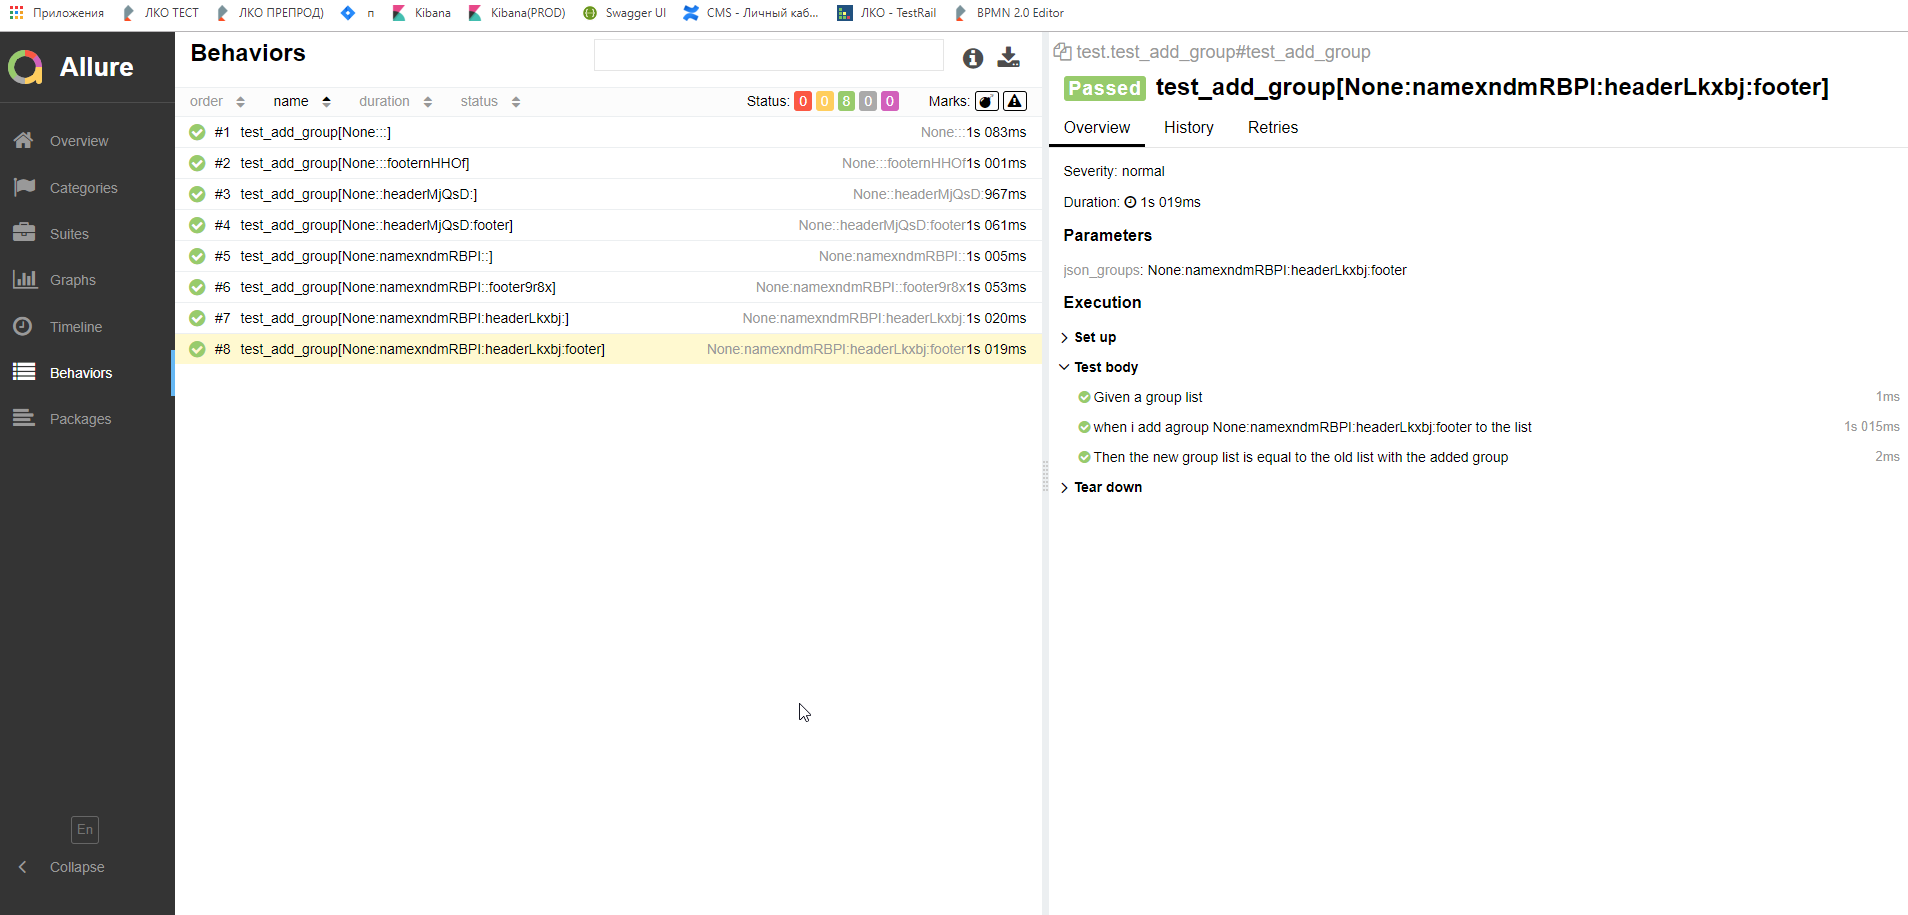 Приложения ЛКО ТЕСТ ЛКО ПРЕПРОД) п Kibana Kibana(PROD) Swagger UI CMS - Личный каб... ЛКО - TestRail BPMN 2.0 Editor
Allure
Overview
Categories
Suites
Graphs
Timeline
Behaviors
Packages
En
Collapse
Behaviors
order name duration status Status: 0 0 8 0 0 Marks:
#1 test_add_group[None:::] None:::1s 083ms
#2 test_add_group[None:::footernHHOf] None:::footernHHOf1s 001ms
#3 test_add_group[None::headerMjQsD:] None::headerMjQsD:967ms
#4 test_add_group[None::headerMjQsD:footer] None::headerMjQsD:footer1s 061ms
#5 test_add_group[None:namexndmRBPI::] None:namexndmRBPI::1s 005ms
#6 test_add_group[None:namexndmRBPI::footer9r8x] None:namexndmRBPI::footer9r8x1s 053ms
#7 test_add_group[None:namexndmRBPI:headerLkxbj:] None:namexndmRBPI:headerLkxbj:1s 020ms
#8 test_add_group[None:namexndmRBPI:headerLkxbj:footer] None:namexndmRBPI:headerLkxbj:footer1s 019ms
test.test_add_group#test_add_group
Passed test_add_group[None:namexndmRBPI:headerLkxbj:footer]
Overview History Retries
Severity: normal
Duration: 1s 019ms
Parameters
json_groups: None:namexndmRBPI:headerLkxbj:footer
Execution
Set up
Test body
Given a group list 1ms
when i add agroup None:namexndmRBPI:headerLkxbj:footer to the list 1s 015ms
Then the new group list is equal to the old list with the added group 2ms
Tear down